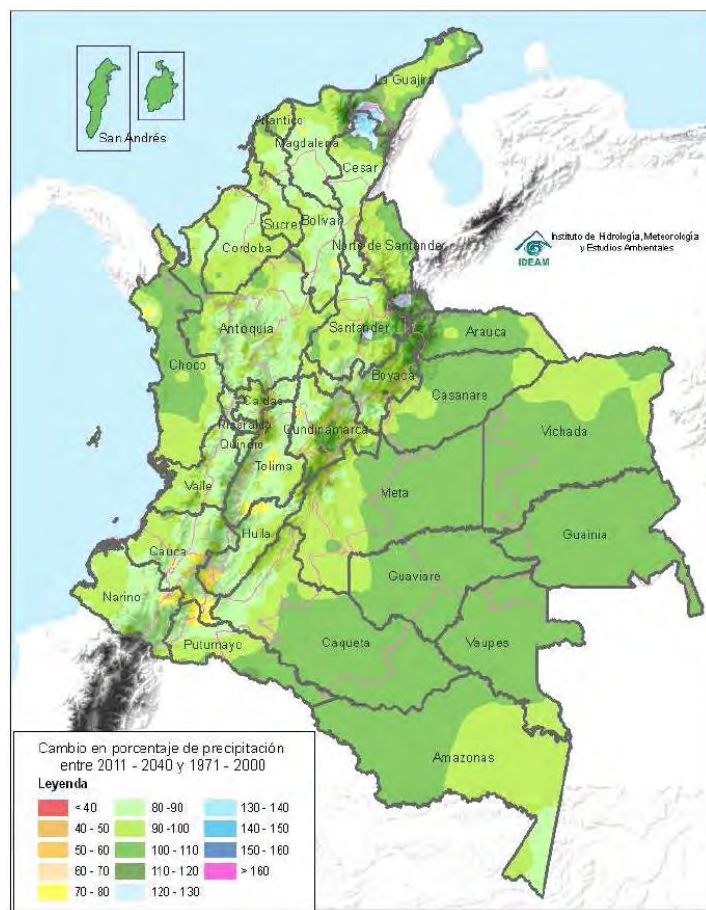 San Andrés
La Guajira
Atlantico
Magdalena
Cesar
Sucre
Bolivar
Cordoba
Norte de Santander
Instituto de Hidrología, Meteorología
y Estudios Ambientales
IDEAM
Antioquia
Santander
Arauca
Choco
Boyaca
Casanare
Caldas
Risaralda
Cundinamarca
Vichada
Quindio
Tolima
Valle
Meta
Guainia
Huila
Cauca
Guaviare
Narino
Caqueta
Vaupes
Putumayo
Amazonas
Cambio en porcentaje de precipitación
entre 2011 - 2040 y 1971 - 2000
Leyenda
< 40 80 - 90 130 - 140
40 - 50 90 - 100 140 - 150
50 - 60 100 - 110 150 - 160
60 - 70 110 - 120 > 160
70 - 80 120 - 130